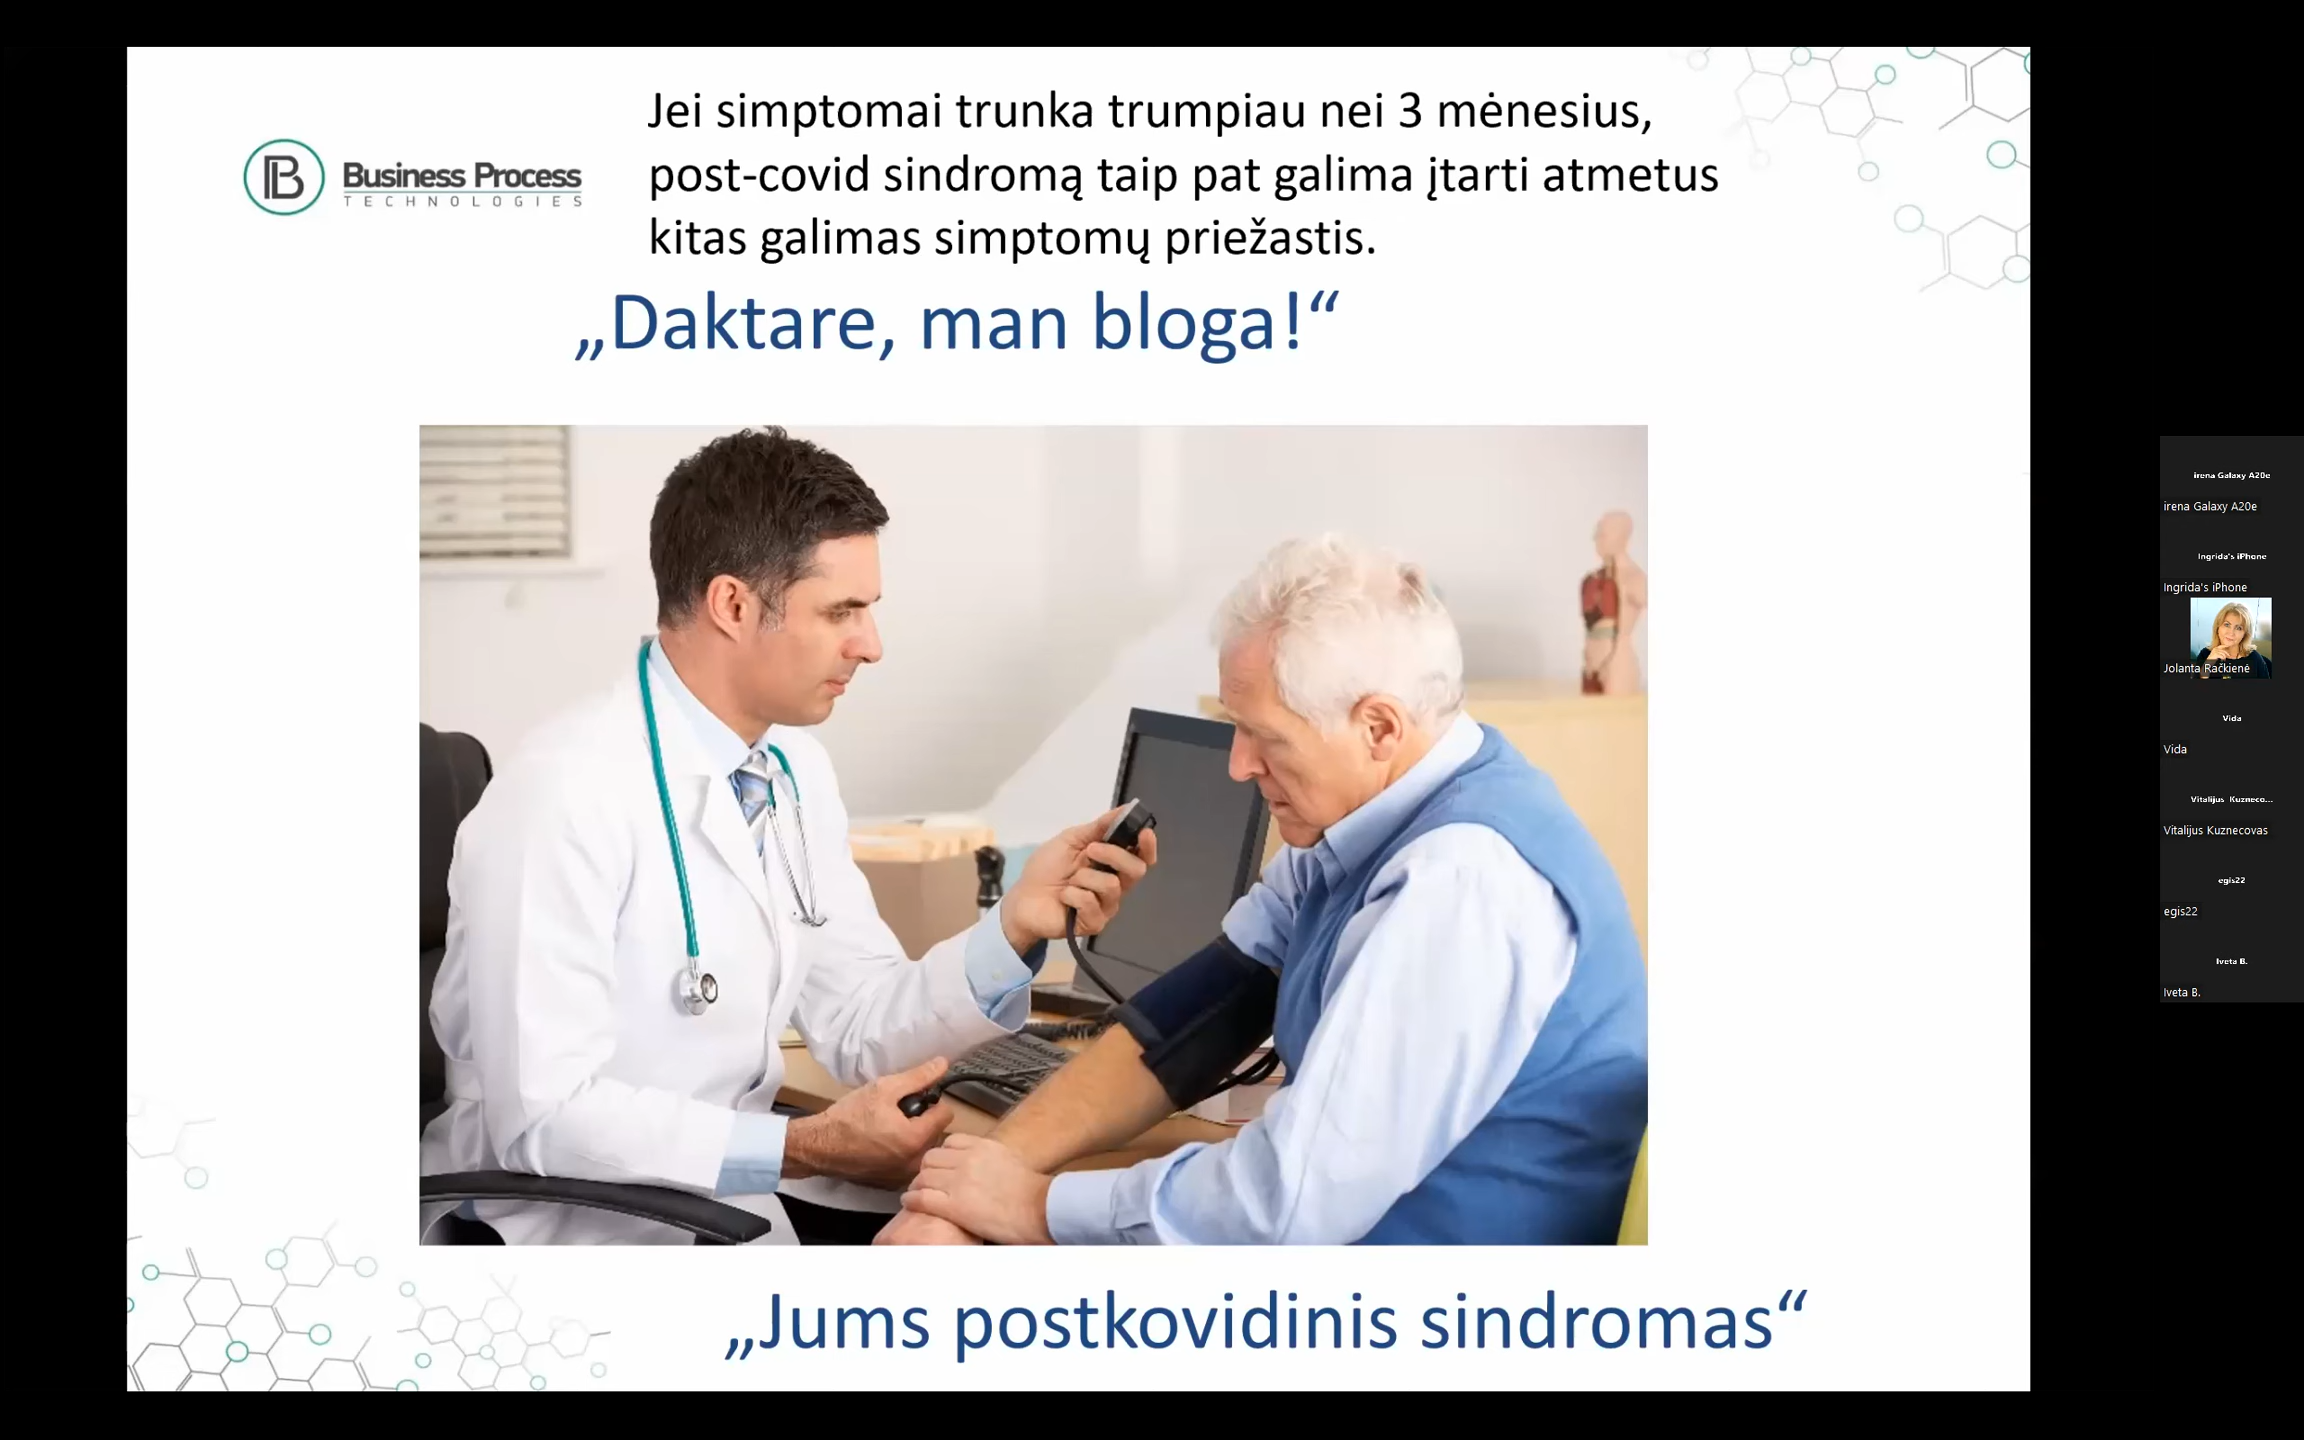 Jei simptomai trunka trumpiau nei 3 mėnesius,
post-covid sindromą taip pat galima įtarti atmetus
kitas galimas simptomų priežastis.
B
Business Process
TECHNOLOGIES
„Daktare, man bloga!“
„Jums postkovidinis sindromas“
irena Galaxy A20e
irena Galaxy A20e
Ingrida's iPhone
Ingrida's iPhone
Jolanta Račkienė
Vida
Vida
Vitalijus Kuzneco...
Vitalijus Kuznecovas
egis22
egis22
Iveta B.
Iveta B.